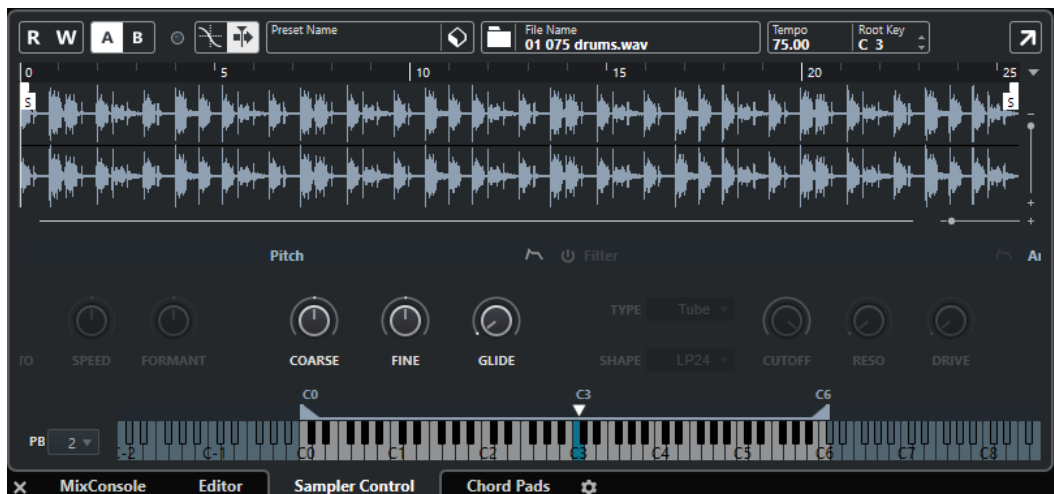 R W A B Preset Name File Name Tempo Root Key
01 075 drums.wav 75.00 C 3
0 5 10 15 20 25
S S
Pitch Filter
TYPE Tube
TO SPEED FORMANT COARSE FINE GLIDE SHAPE LP24 CUTOFF RESO DRIVE
C0 C3 C6
PB 2
-2 C-1 C0 C1 C2 C3 C4 C5 C6 C7 C8
MixConsole Editor Sampler Control Chord Pads